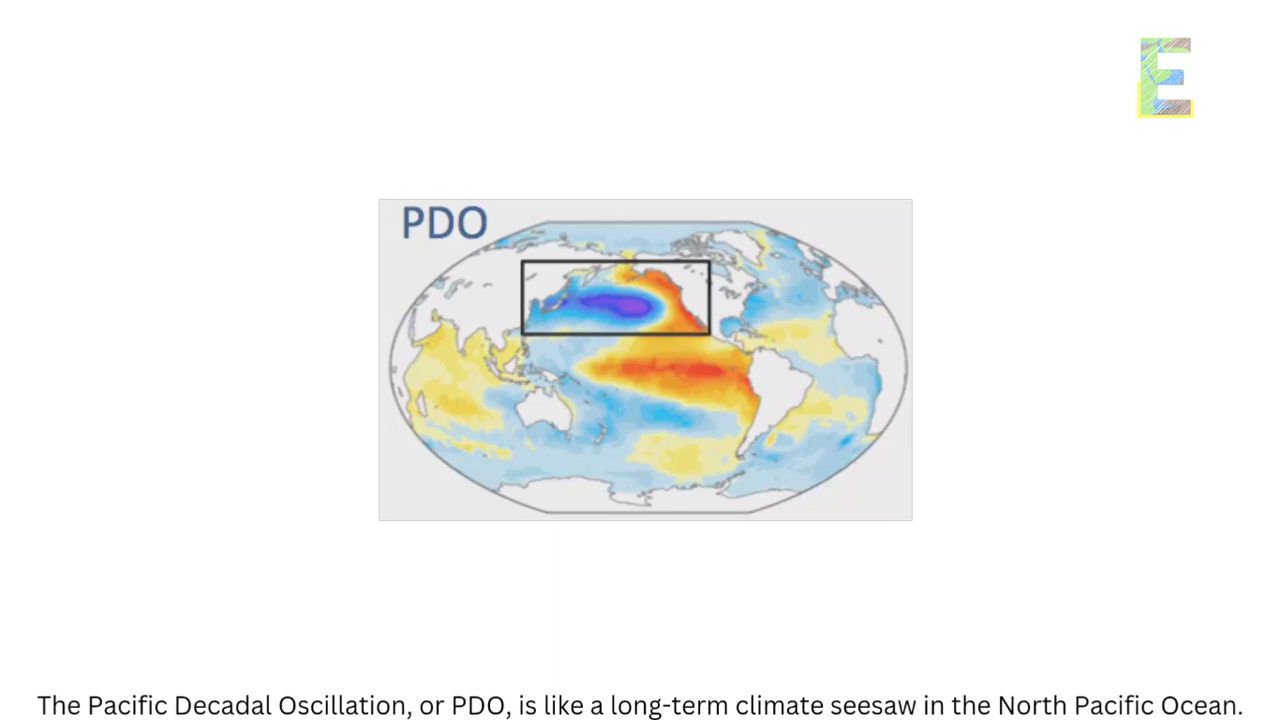 E
PDO
The Pacific Decadal Oscillation, or PDO, is like a long-term climate seesaw in the North Pacific Ocean.